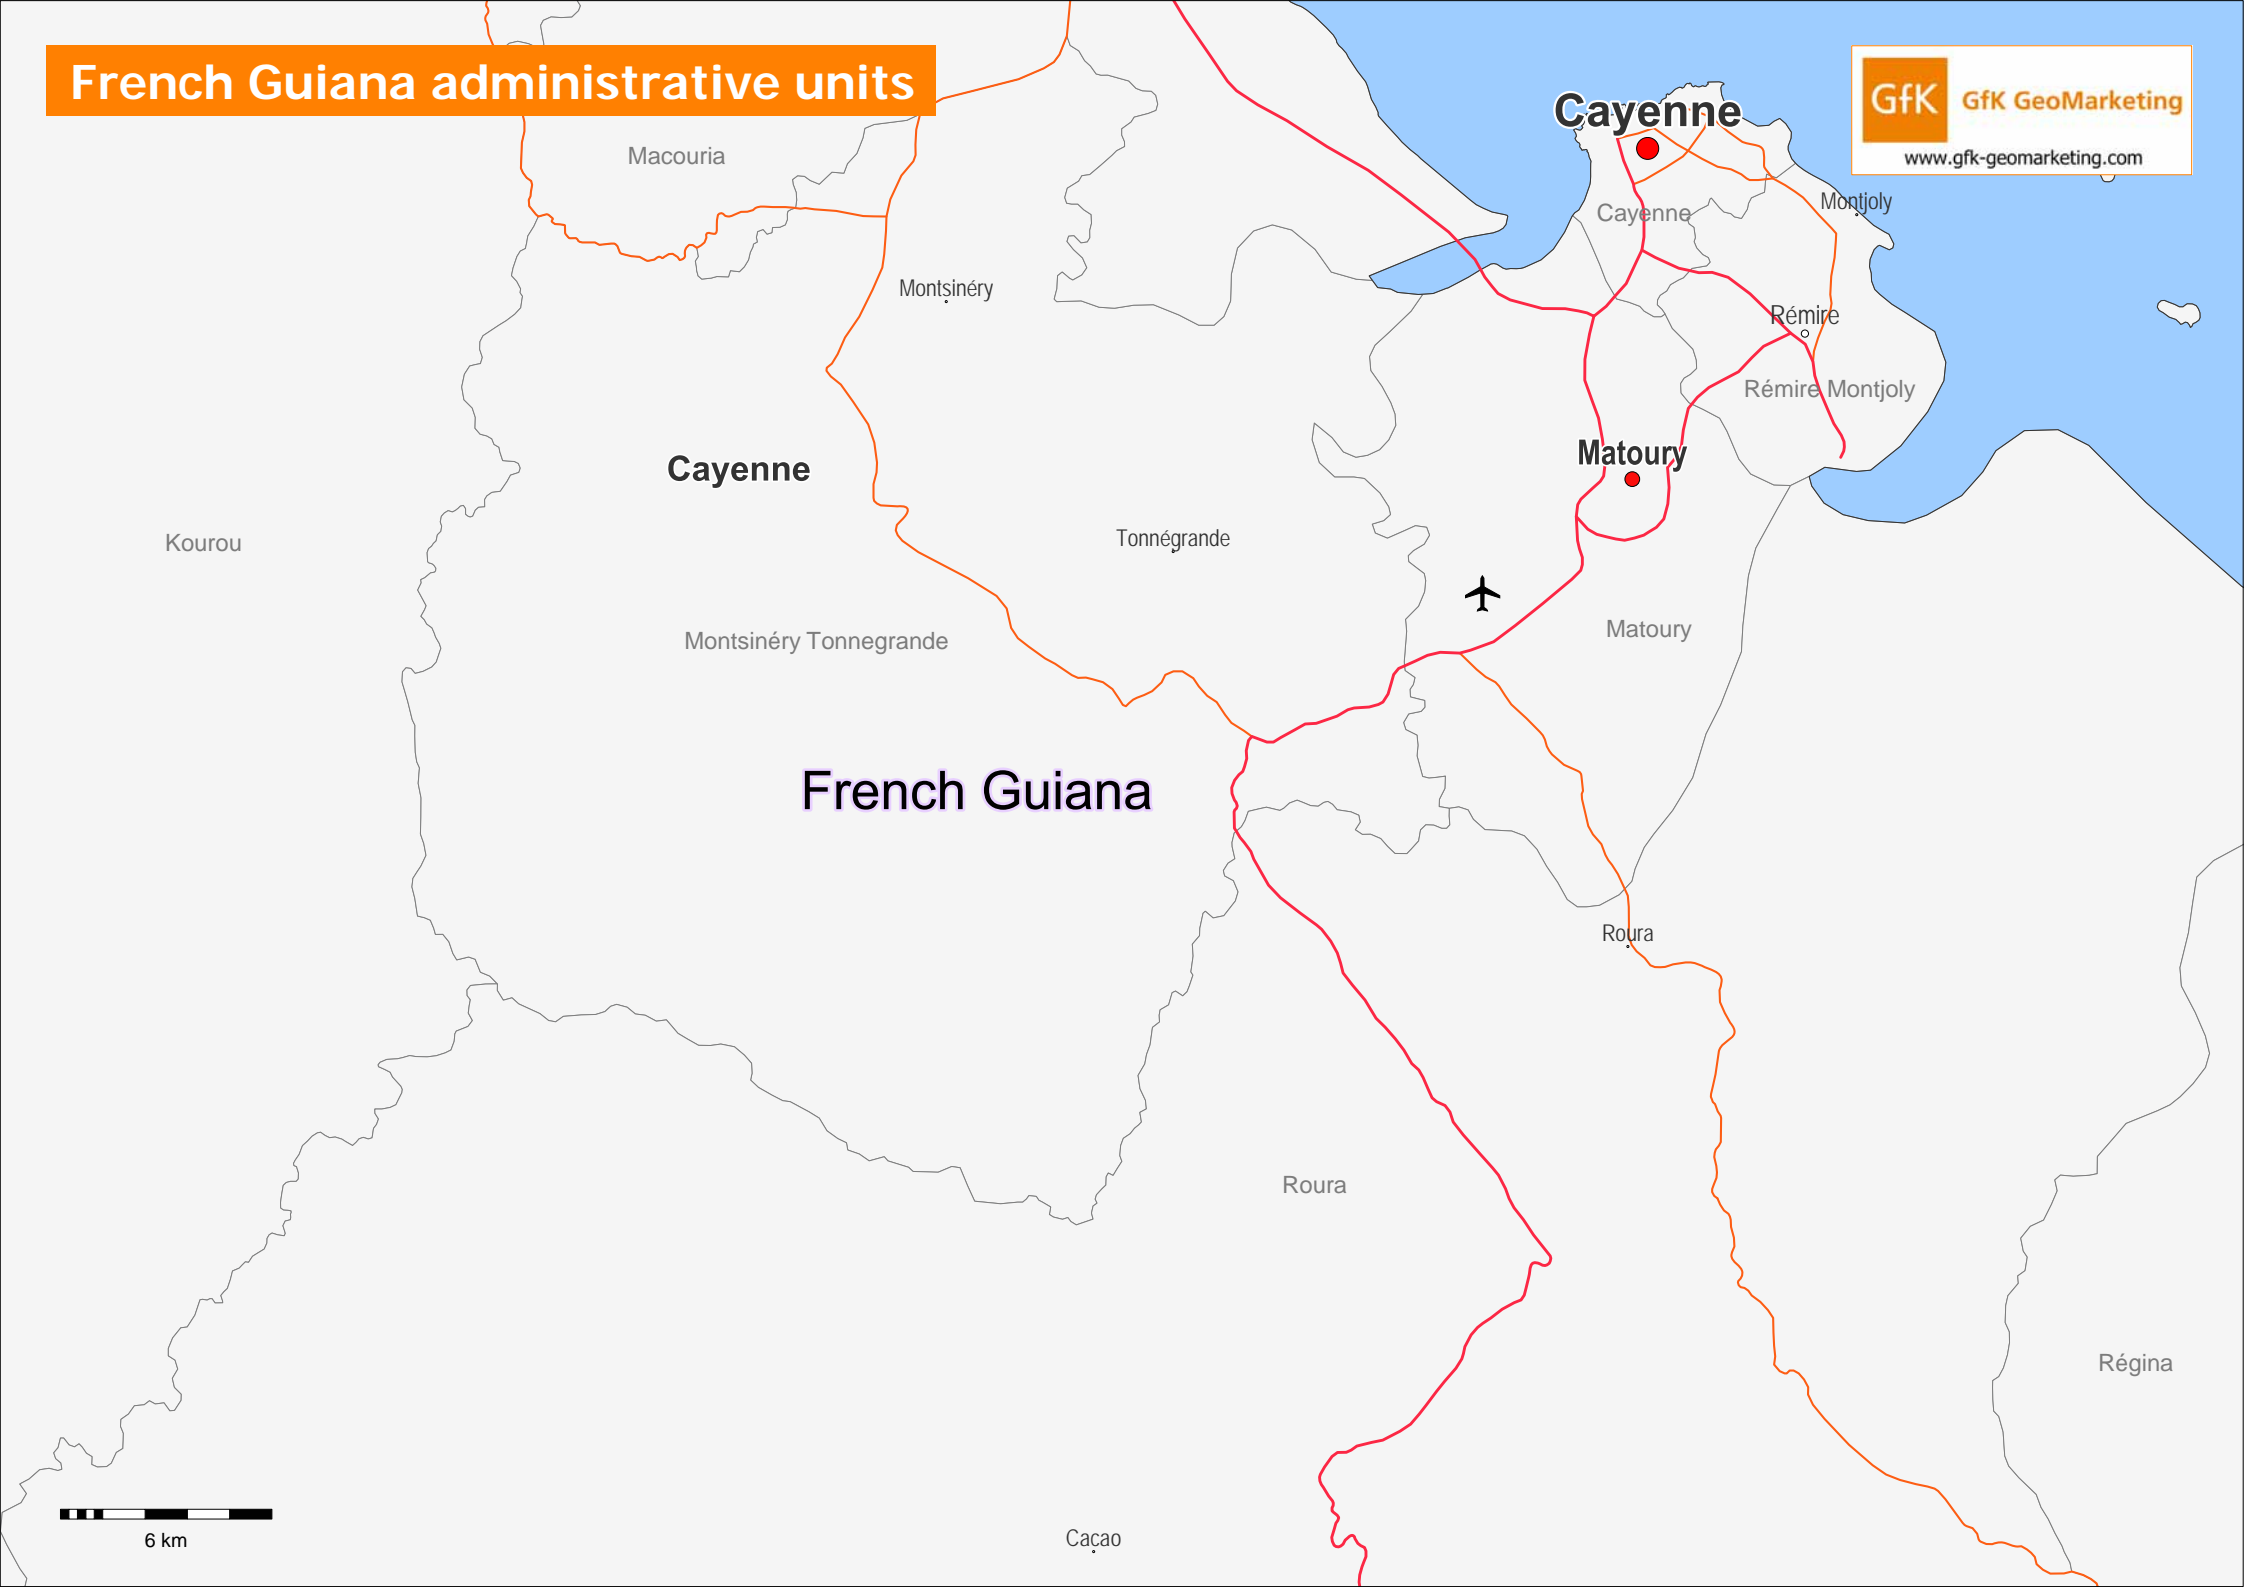 French Guiana administrative units
GfK
GfK GeoMarketing
www.gfk-geomarketing.com
Cayenne
Macouria
Montjoly
Cayenne
Montsinéry
Rémire
Rémire Montjoly
Matoury
Cayenne
Kourou
Tonnégrande
Matoury
Montsinéry Tonnegrande
French Guiana
Roura
Roura
Régina
6 km
Cacao